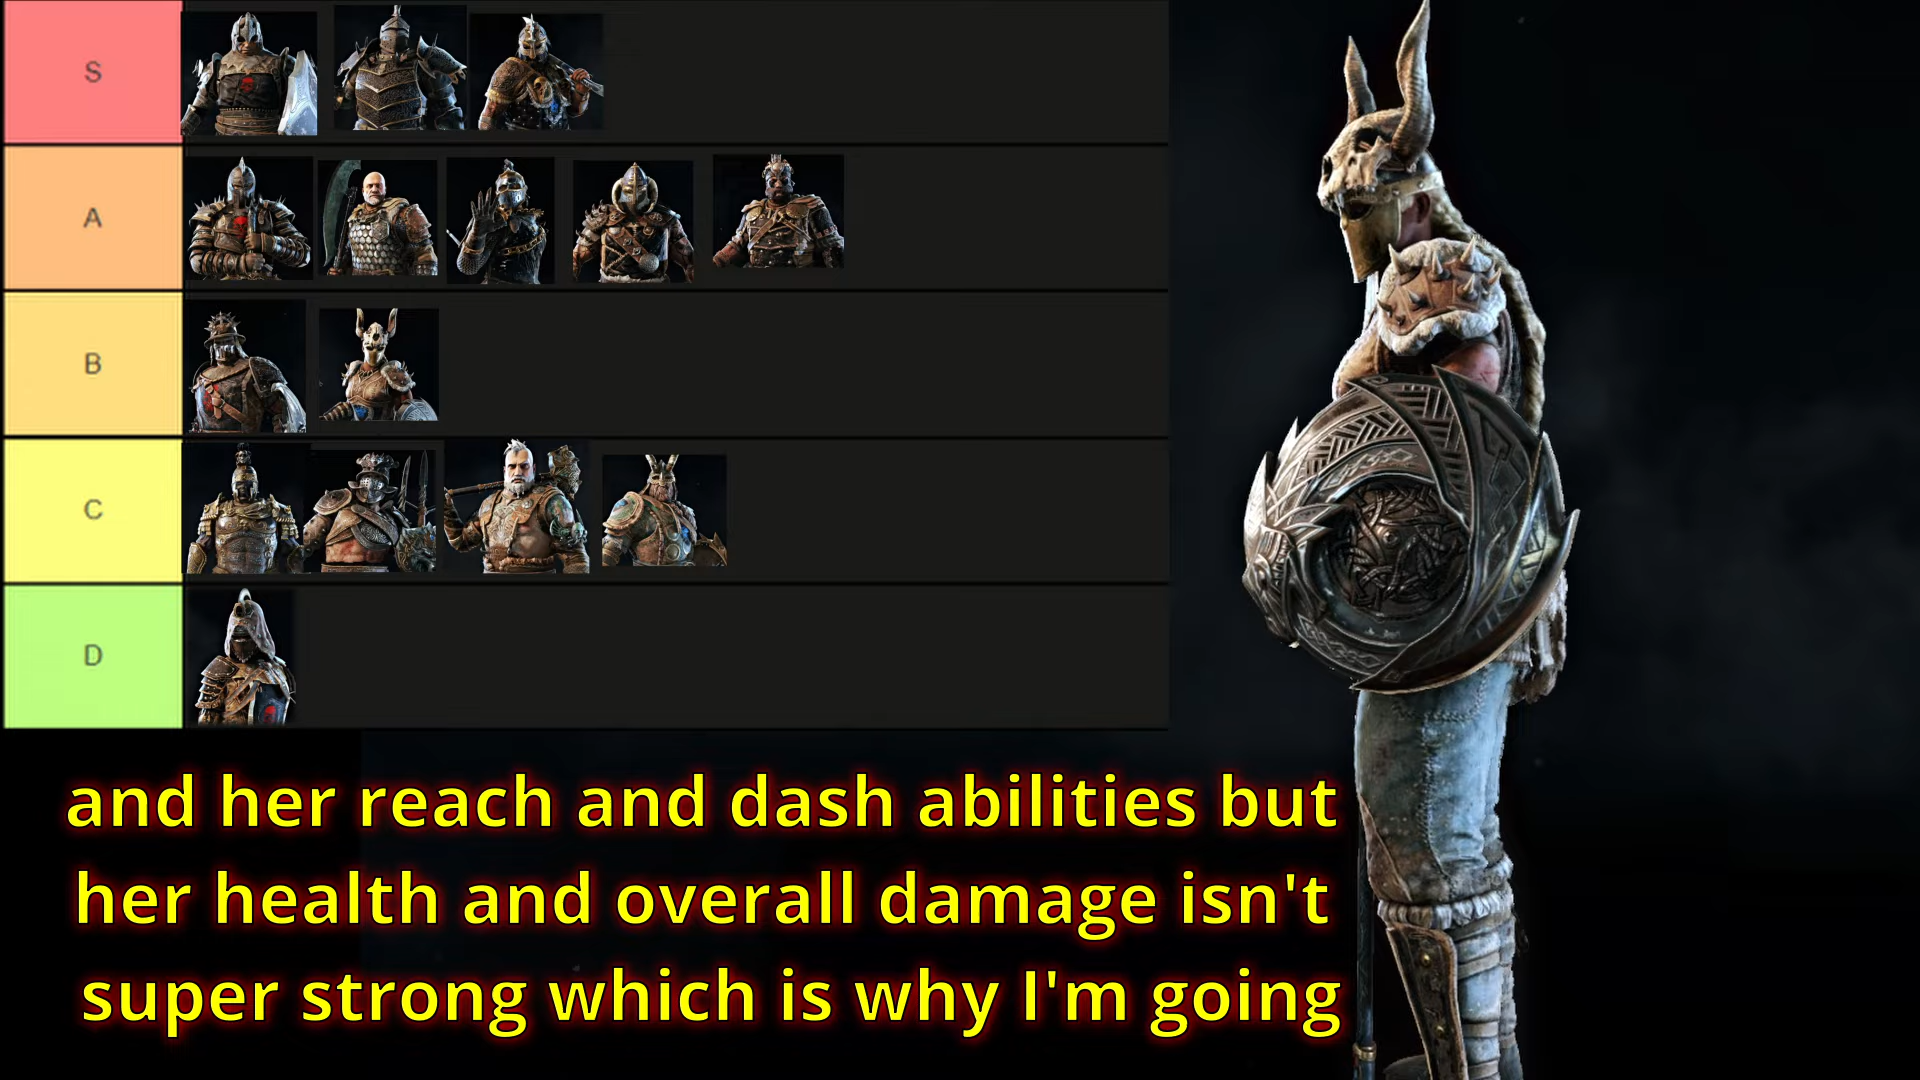 S
A
B
C
D
and her reach and dash abilities but
her health and overall damage isn't
super strong which is why I'm going